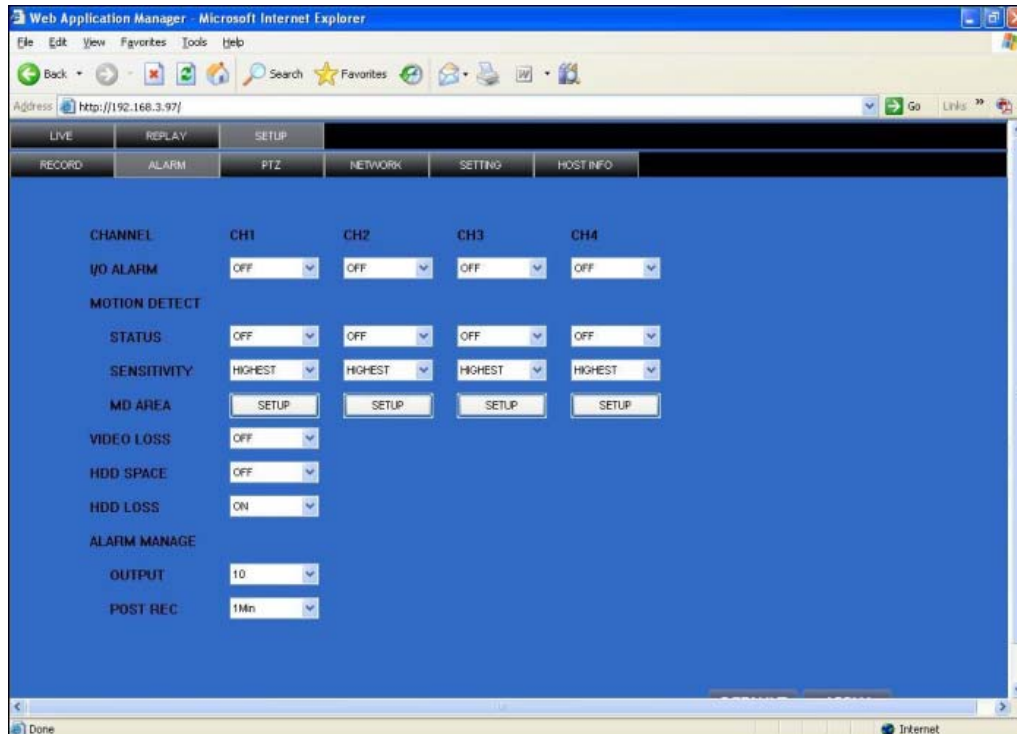 Web Application Manager - Microsoft Internet Explorer
File Edit View Favorites Tools Help
Back Search Favorites
Address http://192.168.3.97/ Go Links »
LIVE REPLAY SETUP
RECORD ALARM PTZ NETWORK SETTING HOST INFO
CHANNEL CH1 CH2 CH3 CH4
I/O ALARM OFF OFF OFF OFF
MOTION DETECT
STATUS OFF OFF OFF OFF
SENSITIVITY HIGHEST HIGHEST HIGHEST HIGHEST
MD AREA SETUP SETUP SETUP SETUP
VIDEO LOSS OFF
HDD SPACE OFF
HDD LOSS ON
ALARM MANAGE
OUTPUT 10
POST REC 1Min
Done Internet